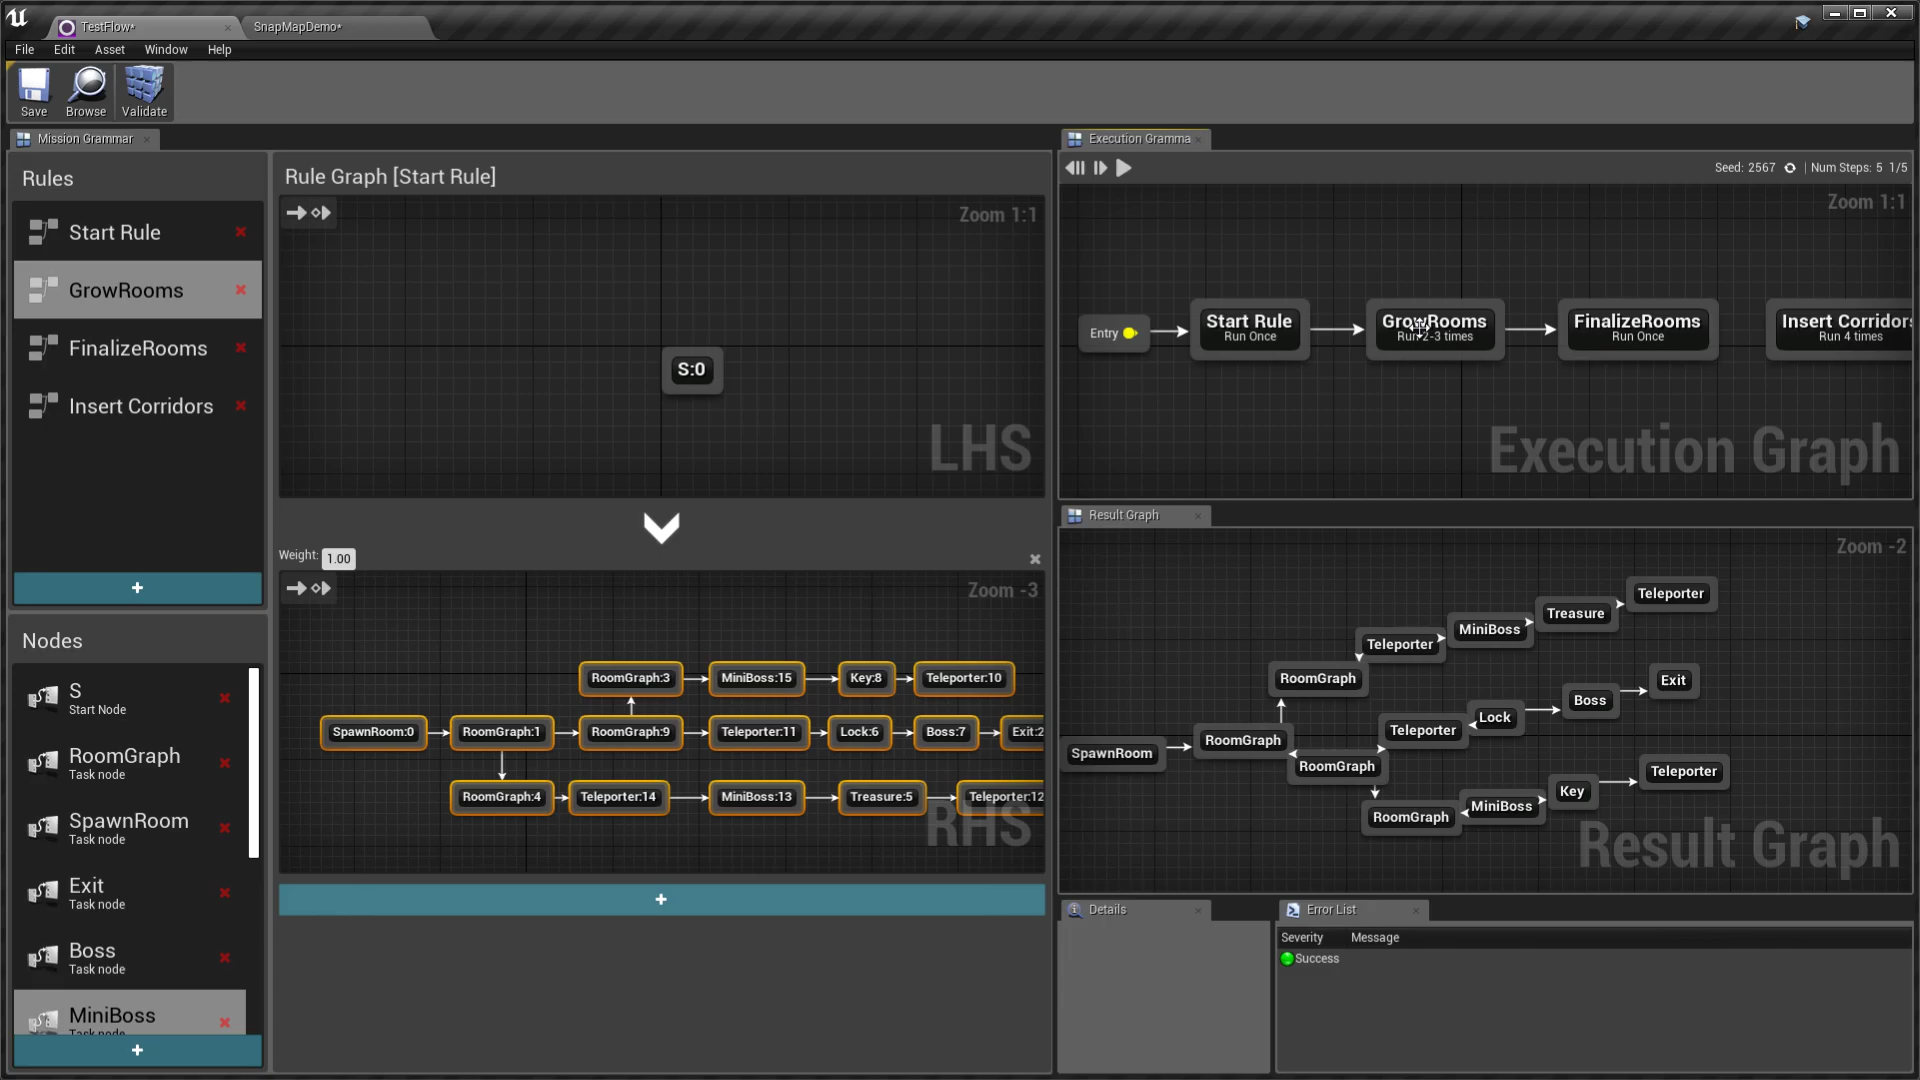 TestFlow*
SnapMapDemo*
File Edit Asset Window Help
Save Browse Validate
Mission Grammar
Rules
Start Rule
GrowRooms
FinalizeRooms
Insert Corridors
Nodes
S
Start Node
RoomGraph
Task node
SpawnRoom
Task node
Exit
Task node
Boss
Task node
MiniBoss
Task node
Rule Graph [Start Rule]
Zoom 1:1
S:0
LHS
Weight: 1.00
Zoom -3
RoomGraph:3 MiniBoss:15 Key:8 Teleporter:10
SpawnRoom:0 RoomGraph:1 RoomGraph:9 Teleporter:11 Lock:6 Boss:7 Exit:2
RoomGraph:4 Teleporter:14 MiniBoss:13 Treasure:5 Teleporter:12
RHS
Execution Gramma
Seed: 2567 Num Steps: 5 1/5
Zoom 1:1
Entry
Start Rule
Run Once
GrowRooms
Run 2-3 times
FinalizeRooms
Run Once
Insert Corridors
Run 4 times
Execution Graph
Result Graph
Zoom -2
Teleporter
Treasure
MiniBoss
Teleporter
RoomGraph
Exit
Boss
Lock
Teleporter
RoomGraph
SpawnRoom
RoomGraph
Teleporter
Key
MiniBoss
RoomGraph
Result Graph
Details
Error List
Severity Message
Success